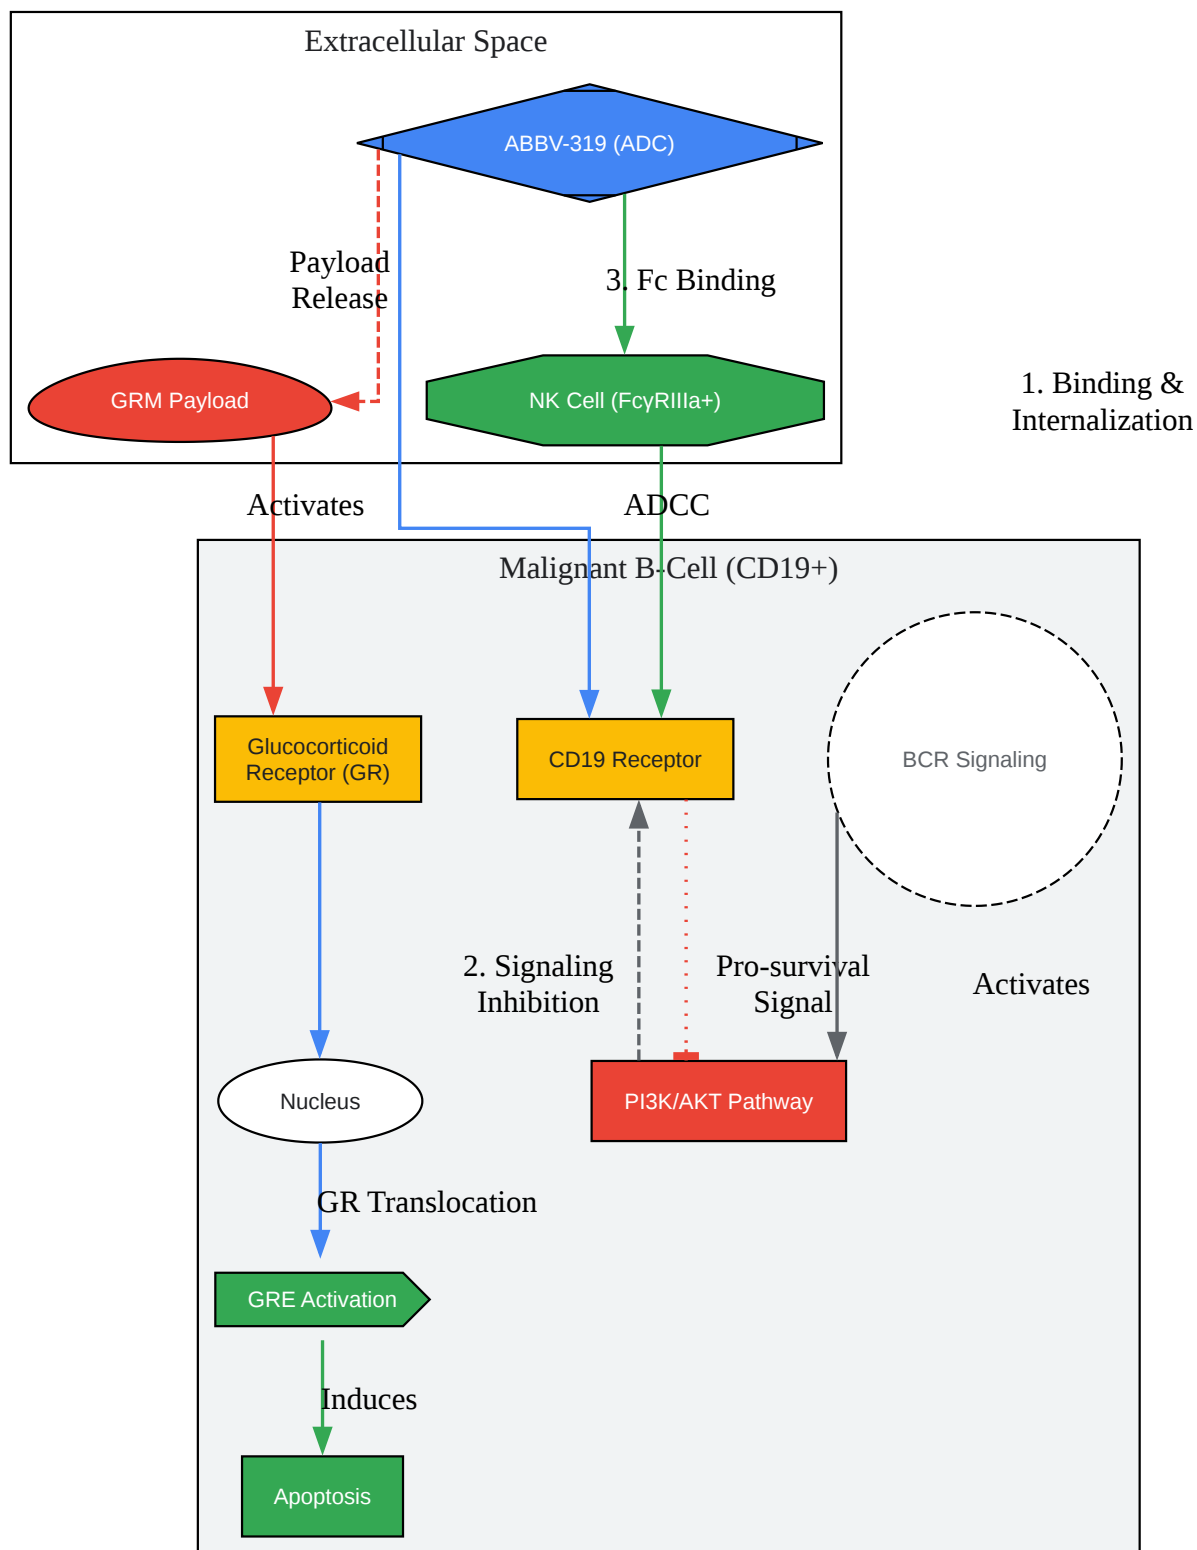 Extracellular Space
ABBV-319 (ADC)
Payload
Release
3. Fc Binding
GRM Payload
NK Cell (FcγRIIIa+)
1. Binding &
Internalization
Activates
ADCC
Malignant B-Cell (CD19+)
Glucocorticoid
Receptor (GR)
CD19 Receptor
BCR Signaling
2. Signaling
Inhibition
Pro-survival
Signal
Activates
Nucleus
PI3K/AKT Pathway
GR Translocation
GRE Activation
Induces
Apoptosis